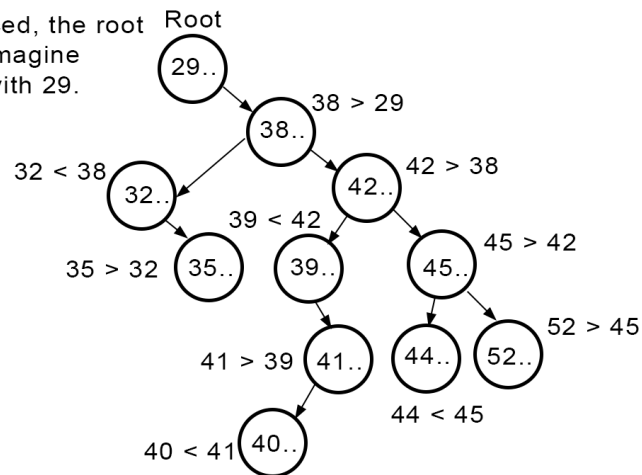 ed, the root
magine
with 29.
Root
29..
38 > 29
38..
32 < 38
32..
42 > 38
42..
39 < 42
35 > 32
35..
39..
45 > 42
45..
41 > 39
41..
44..
52..
52 > 45
44 < 45
40 < 41
40..